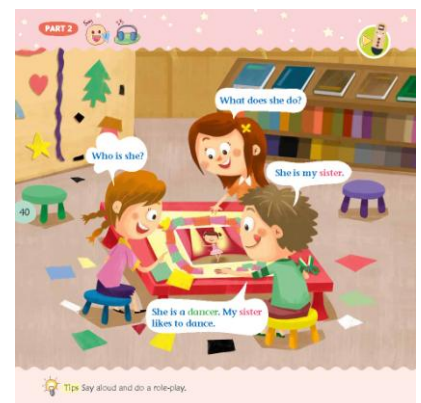 PART 2
Say
What does she do?
Who is she?
She is my sister.
40
She is a dancer. My sister
likes to dance.
Tips Say aloud and do a role-play.